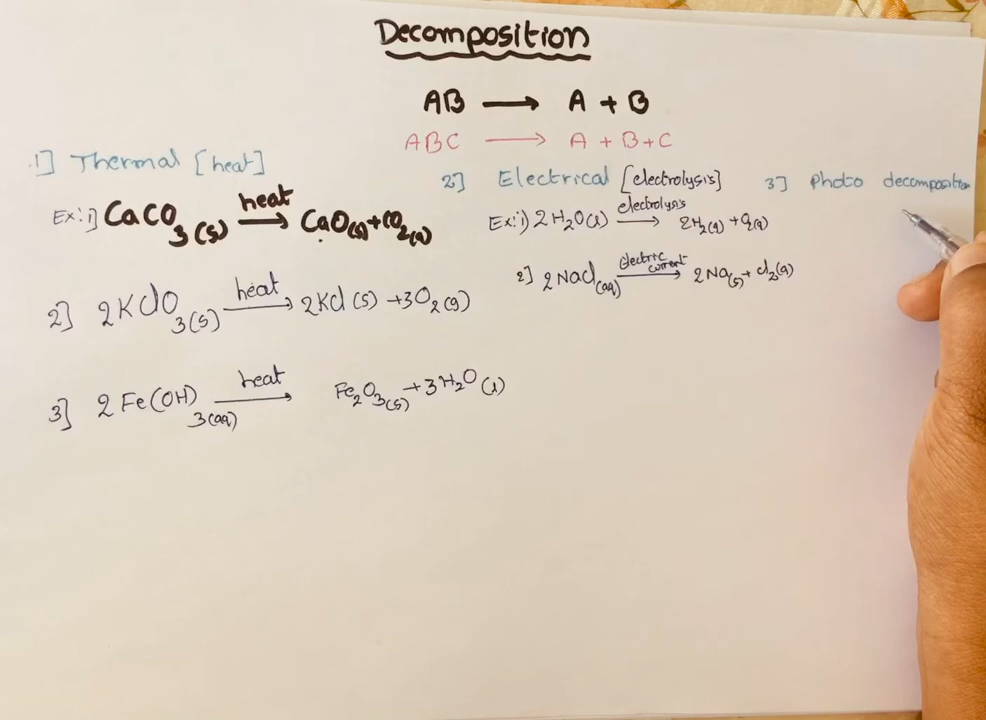 Decomposition
AB → A + B
ABC → A + B + C
1] Thermal [heat]
Ex: 1) CaCO3(s) heat → CaO(s) + CO2(g)
2] 2KClO3(s) heat → 2KCl(s) + 3O2(g)
3] 2Fe(OH)3(aq) heat → Fe2O3(s) + 3H2O(l)
2] Electrical [electrolysis]
Ex: 1) 2H2O(l) electrolysis → 2H2(g) + O2(g)
2] 2NaCl(aq) Electric current → 2Na(s) + Cl2(g)
3] Photo decomposition